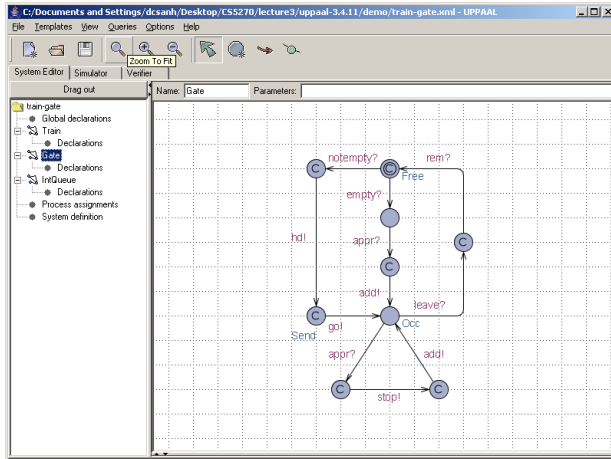 C:/Documents and Settings/dcsanh/Desktop/CS5270/lecture3/uppaal-3.4.11/demo/train-gate.xml - UPPAAL
File Templates View Queries Options Help
Zoom To Fit
System Editor Simulator Verifier
Drag out
Name: Gate Parameters:
train-gate
Global declarations
Train
Declarations
Gate
Declarations
IntQueue
Declarations
Process assignments
System definition
notempty? rem?
C Free
empty?
hd! appr? C
C
add!
leave?
C go! Occ
Send
appr? add!
C C
stop!